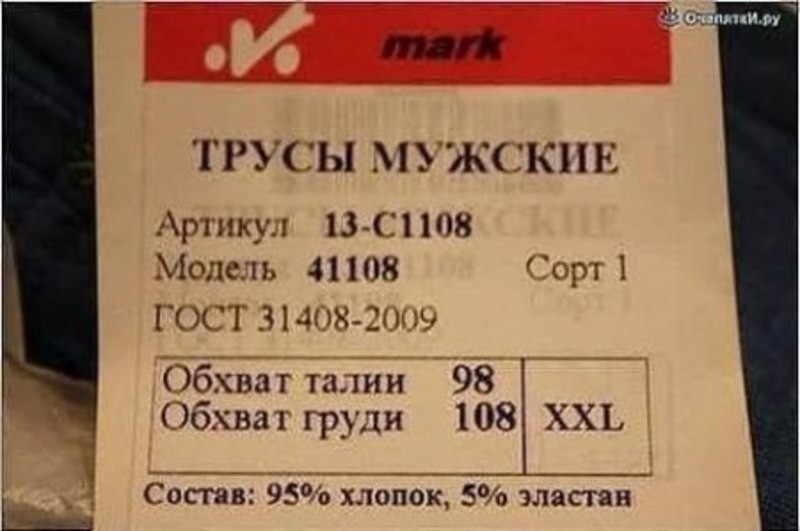 ОчапяткИ.ру
mark
ТРУСЫ МУЖСКИЕ
Артикул 13-С1108
Модель 41108 Сорт 1
ГОСТ 31408-2009
Обхват талии 98
Обхват груди 108 XXL
Состав: 95% хлопок, 5% эластан